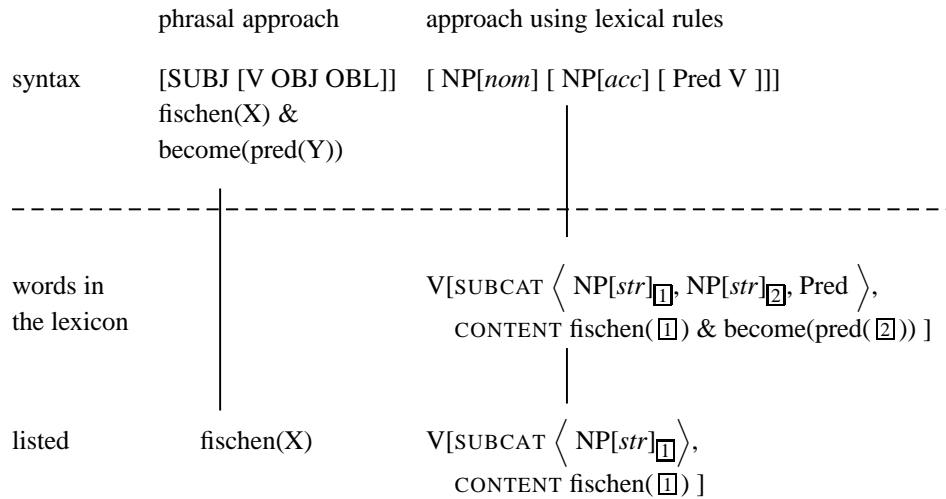 phrasal approach approach using lexical rules
syntax [SUBJ [V OBJ OBL]] [ NP[nom] [ NP[acc] [ Pred V ]]]
fischen(X) &
become(pred(Y))
words in V[SUBCAT ⟨ NP[str]1, NP[str]2, Pred ⟩,
the lexicon CONTENT fischen( 1 ) & become(pred( 2 )) ]
listed fischen(X) V[SUBCAT ⟨ NP[str]1⟩,
CONTENT fischen( 1 ) ]